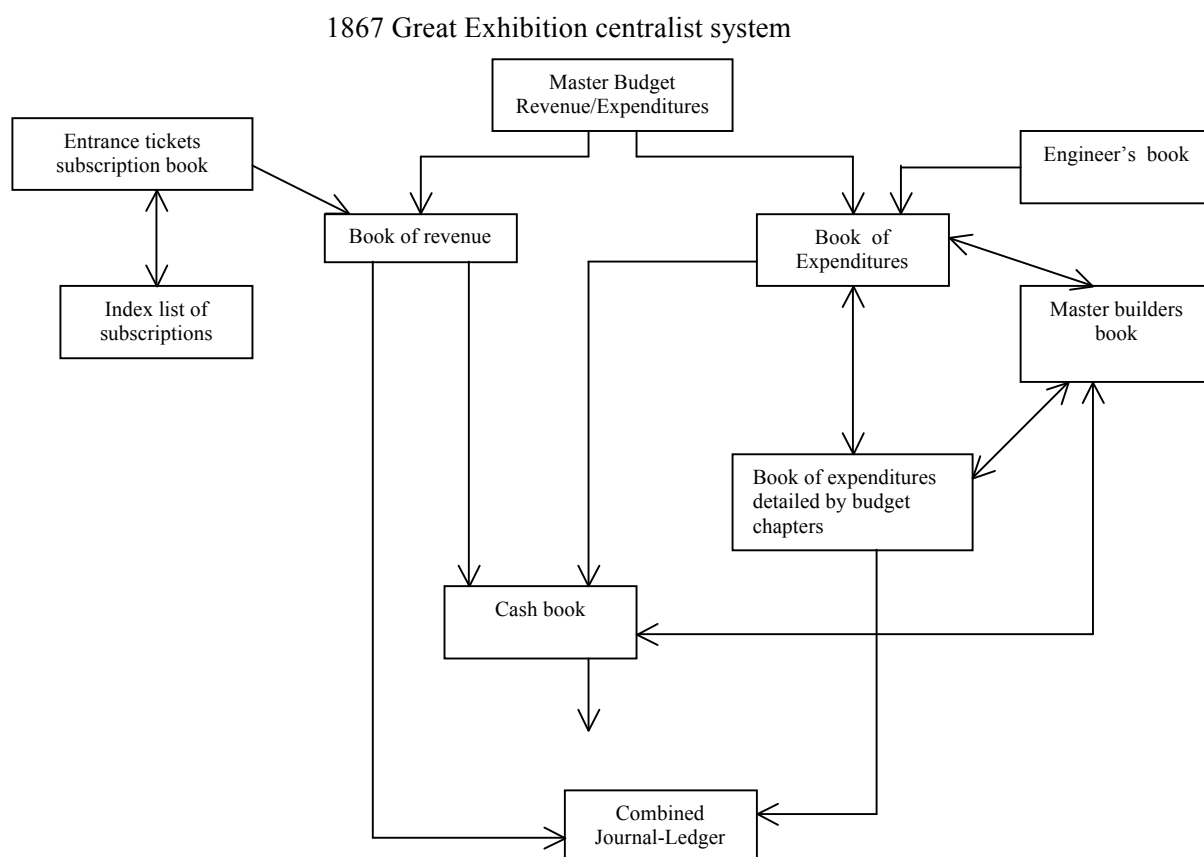 1867 Great Exhibition centralist system
Master Budget
Revenue/Expenditures
Entrance tickets
subscription book
Engineer’s book
Book of revenue
Book of
Expenditures
Index list of
subscriptions
Master builders
book
Book of expenditures
detailed by budget
chapters
Cash book
Combined
Journal-Ledger